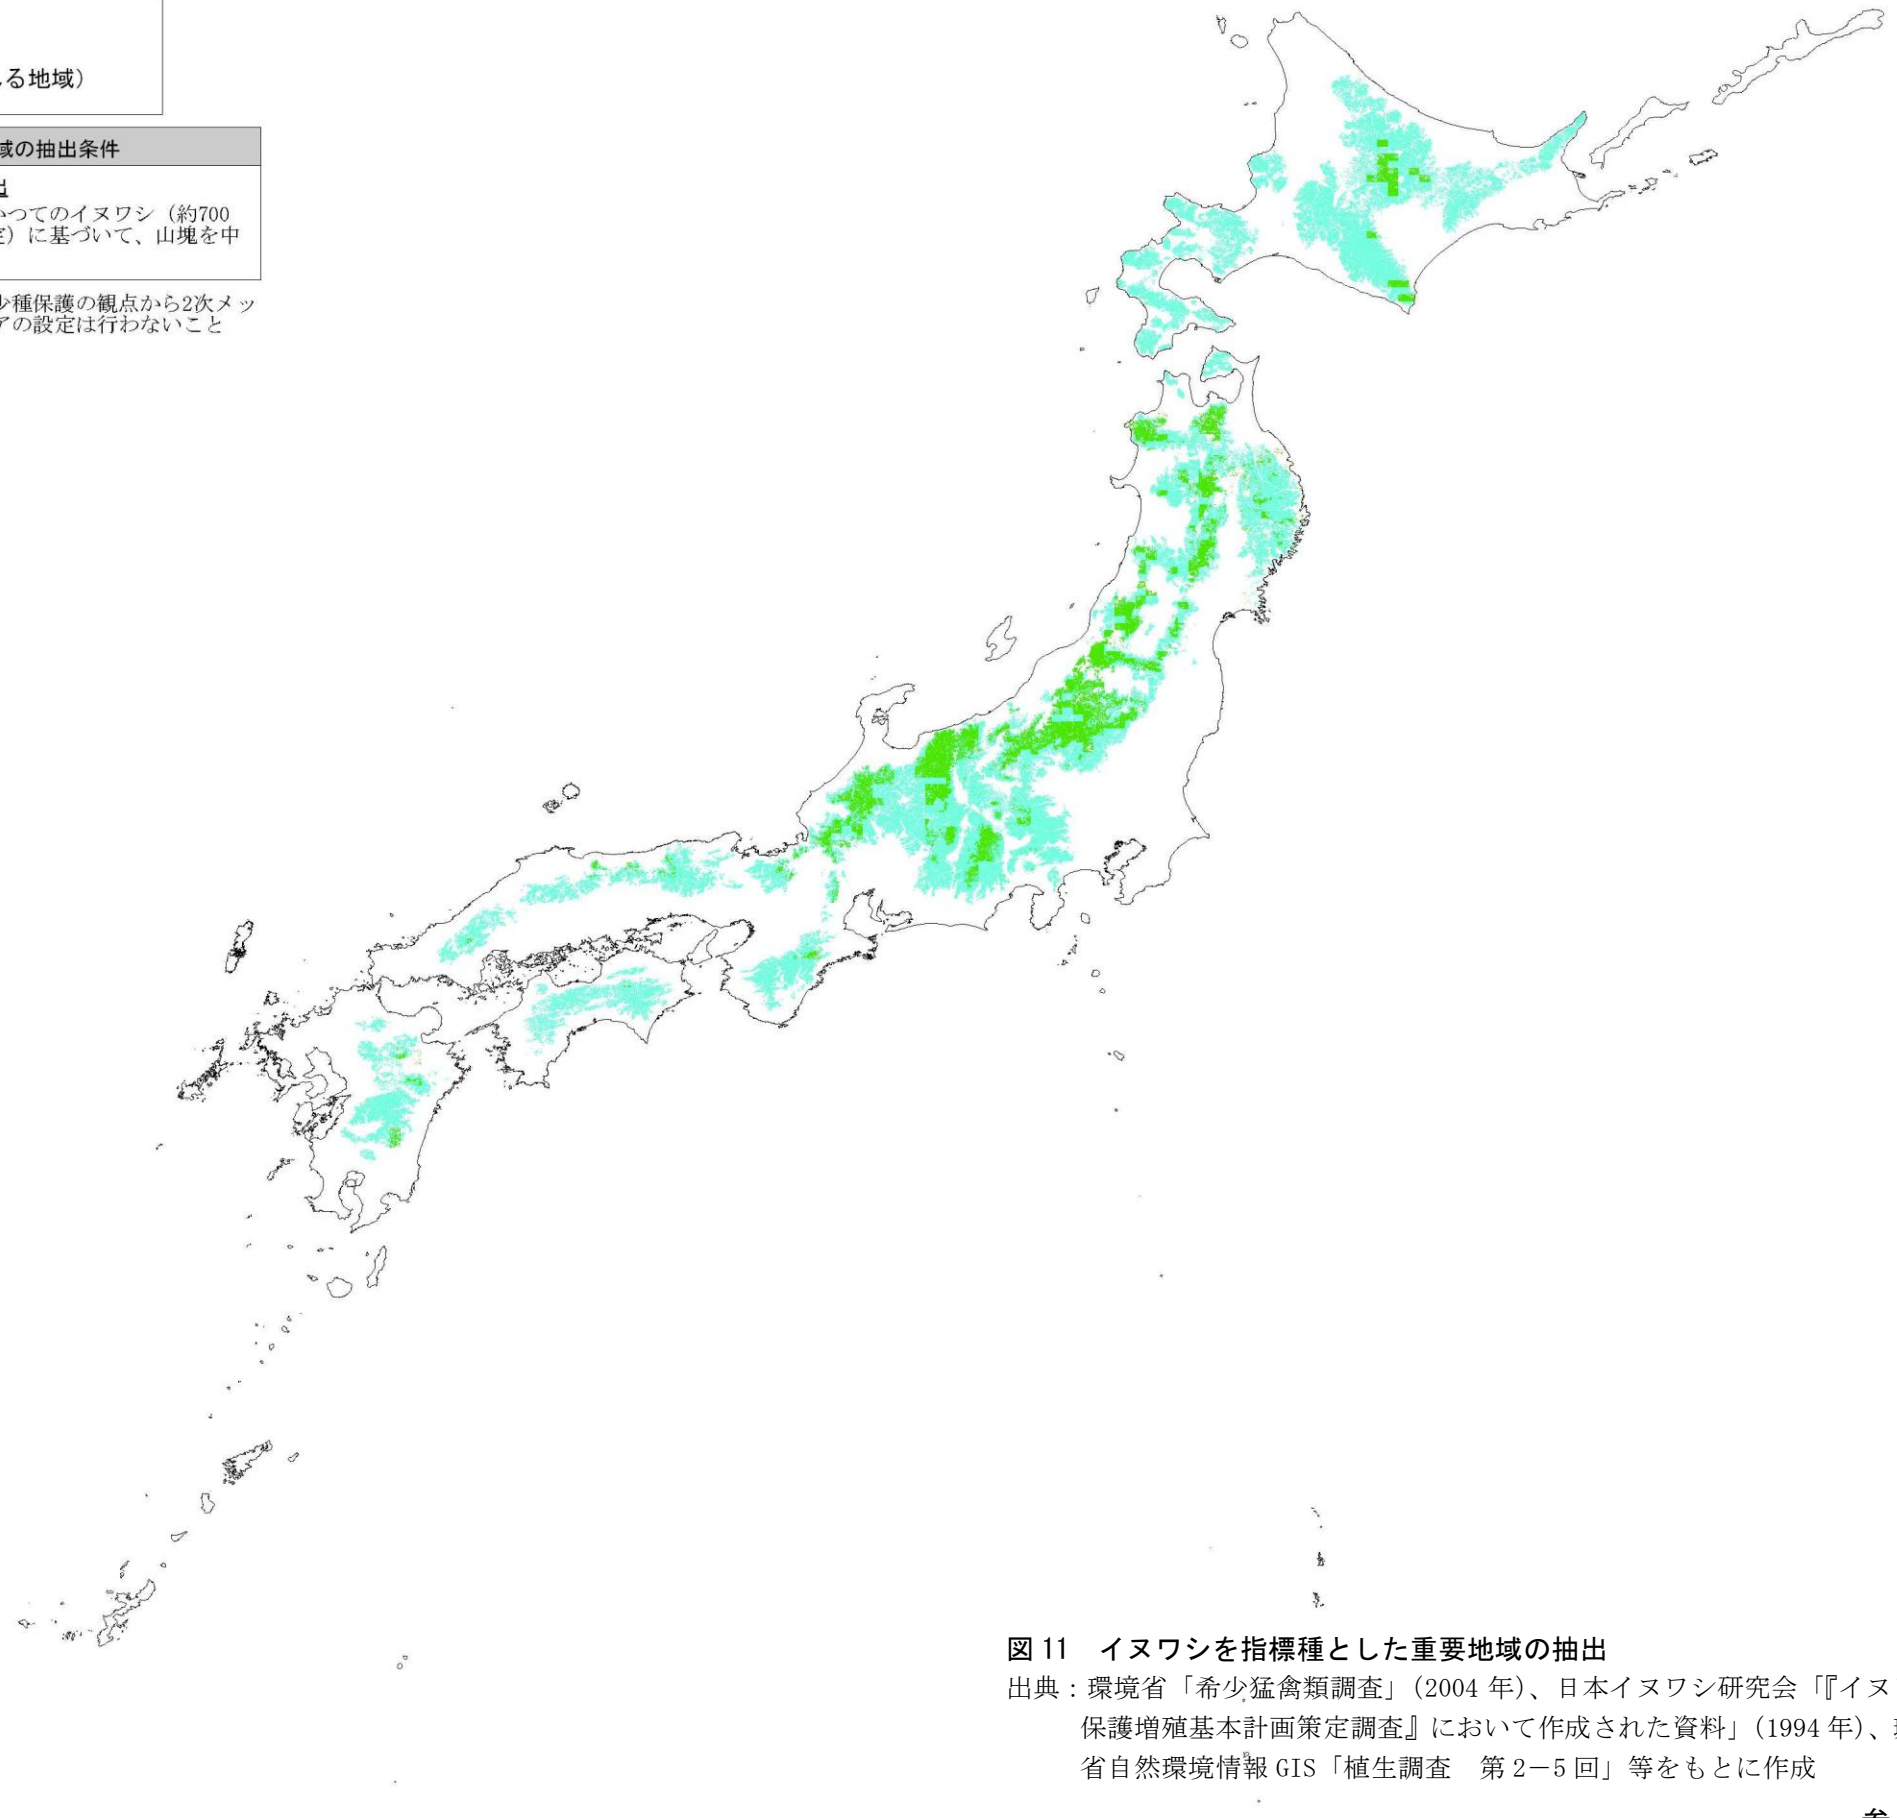 る地域）
域の抽出条件
出
かつてのイヌワシ（約700
定）に基づいて、山塊を中
少種保護の観点から2次メッ
アの設定は行わないこと
図 11　イヌワシを指標種とした重要地域の抽出
出典：環境省「希少猛禽類調査」（2004 年）、日本イヌワシ研究会「『イヌ
保護増殖基本計画策定調査』において作成された資料」（1994 年）、
省自然環境情報 GIS「植生調査　第 2－5 回」等をもとに作成